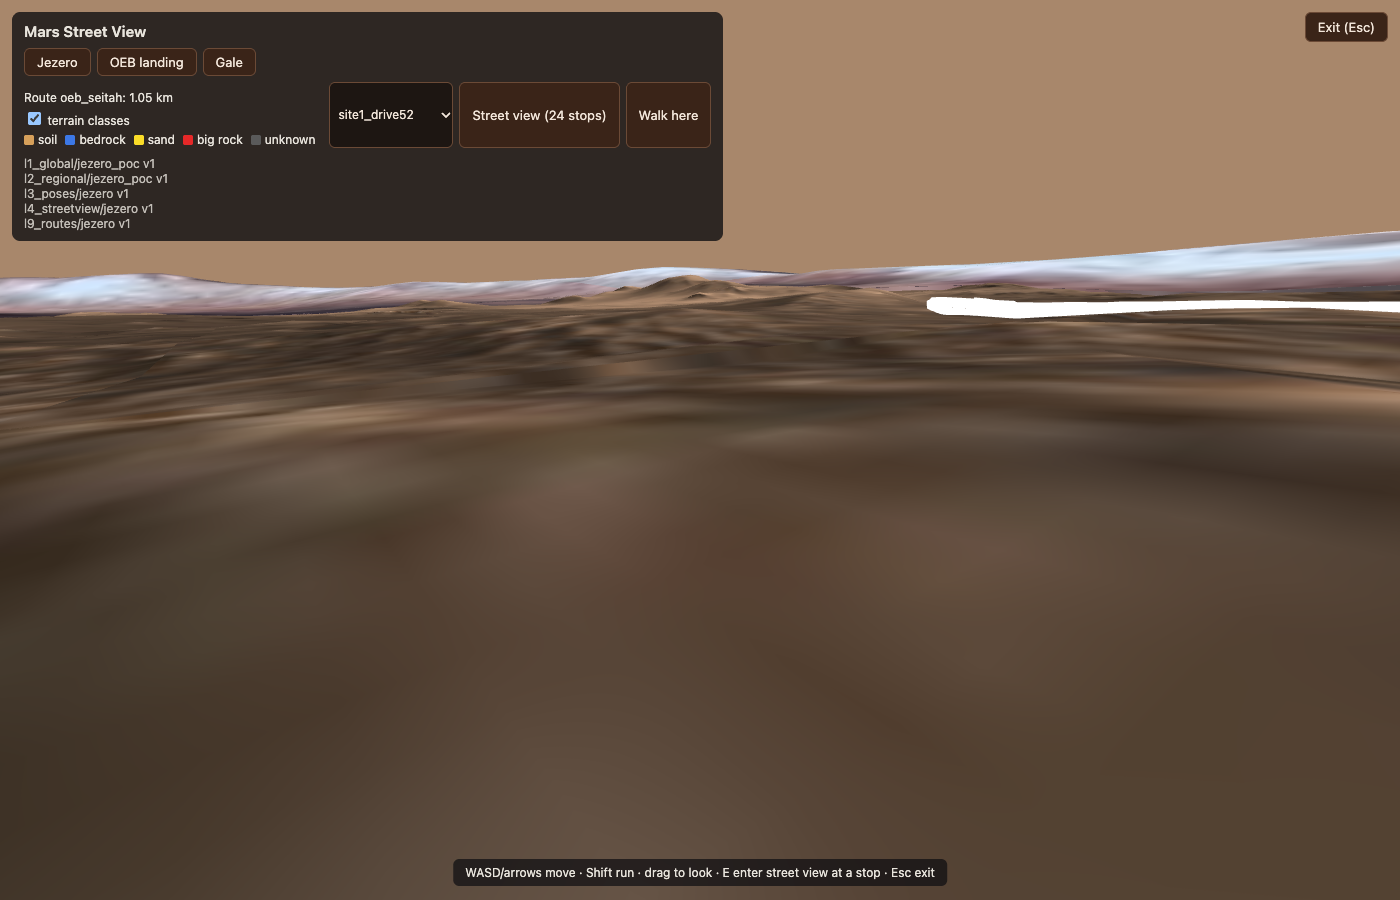 Mars Street View
Exit (Esc)
Jezero OEB landing Gale
Route oeb_seitah: 1.05 km
terrain classes
soil bedrock sand big rock unknown
site1_drive52 Street view (24 stops) Walk here
l1_global/jezero_poc v1
l2_regional/jezero_poc v1
l3_poses/jezero v1
l4_streetview/jezero v1
l9_routes/jezero v1
WASD/arrows move · Shift run · drag to look · E enter street view at a stop · Esc exit